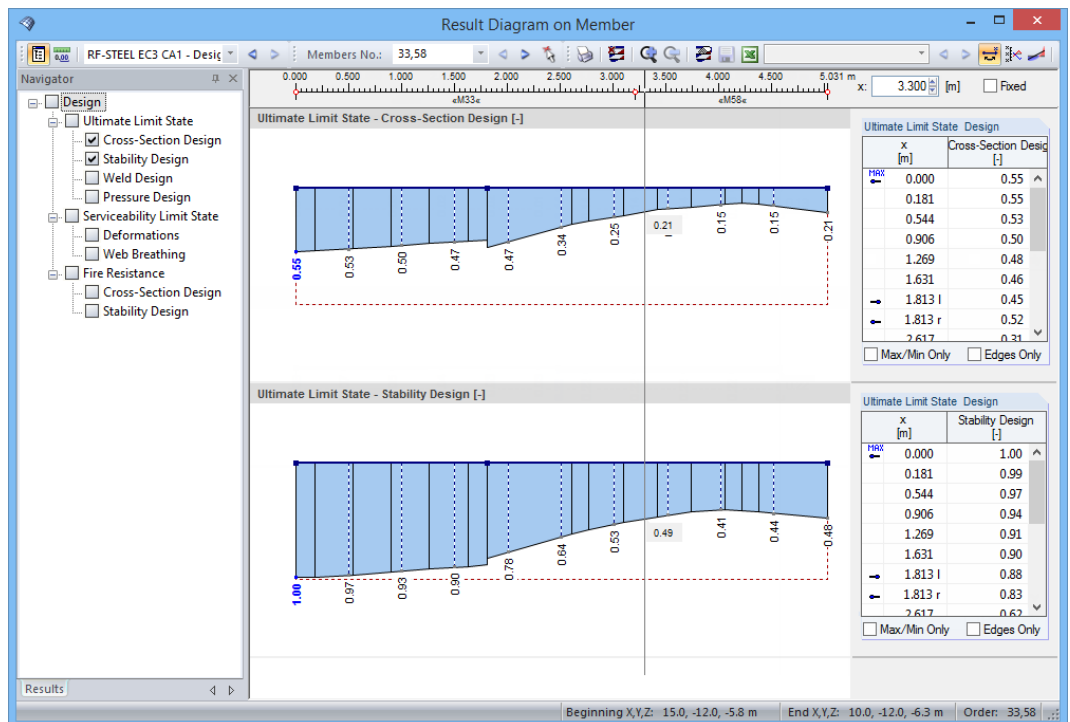 Result Diagram on Member
0,00 RF-STEEL EC3 CA1 - Desig Members No.: 33,58
Navigator
Design
Ultimate Limit State
Cross-Section Design
Stability Design
Weld Design
Pressure Design
Serviceability Limit State
Deformations
Web Breathing
Fire Resistance
Cross-Section Design
Stability Design
Results
0.000 0.500 1.000 1.500 2.000 2.500 3.000 3.500 4.000 4.500 5.031 m
«M33« «M58«
x: 3.300 [m] Fixed
Ultimate Limit State - Cross-Section Design [-]
0.55 0.53 0.50 0.47 0.47 0.34 0.25 0.21 0.15 0.15 0.21
Ultimate Limit State Design
x Cross-Section Desig
[m] [-]
MAX 0.000 0.55
0.181 0.55
0.544 0.53
0.906 0.50
1.269 0.48
1.631 0.46
1.813 l 0.45
1.813 r 0.52
2.617 0.31
Max/Min Only Edges Only
Ultimate Limit State - Stability Design [-]
1.00 0.97 0.93 0.90 0.78 0.64 0.53 0.49 0.41 0.44 0.48
Ultimate Limit State Design
x Stability Design
[m] [-]
MAX 0.000 1.00
0.181 0.99
0.544 0.97
0.906 0.94
1.269 0.91
1.631 0.90
1.813 l 0.88
1.813 r 0.83
2.617 0.62
Max/Min Only Edges Only
Beginning X,Y,Z: 15.0, -12.0, -5.8 m End X,Y,Z: 10.0, -12.0, -6.3 m Order: 33,58